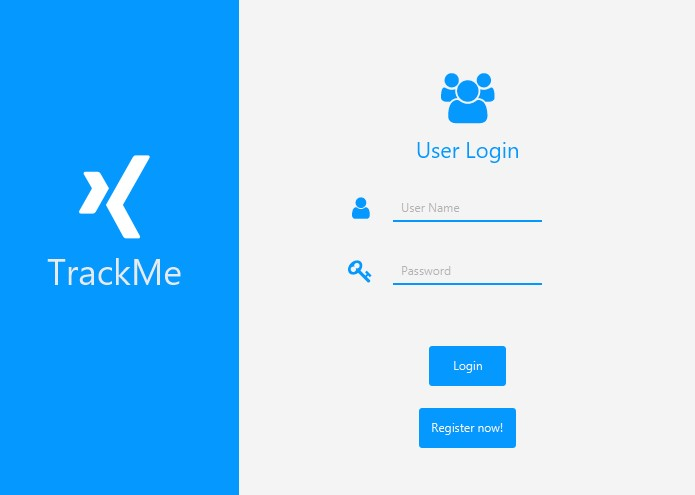 TrackMe
User Login
User Name
Password
Login
Register now!